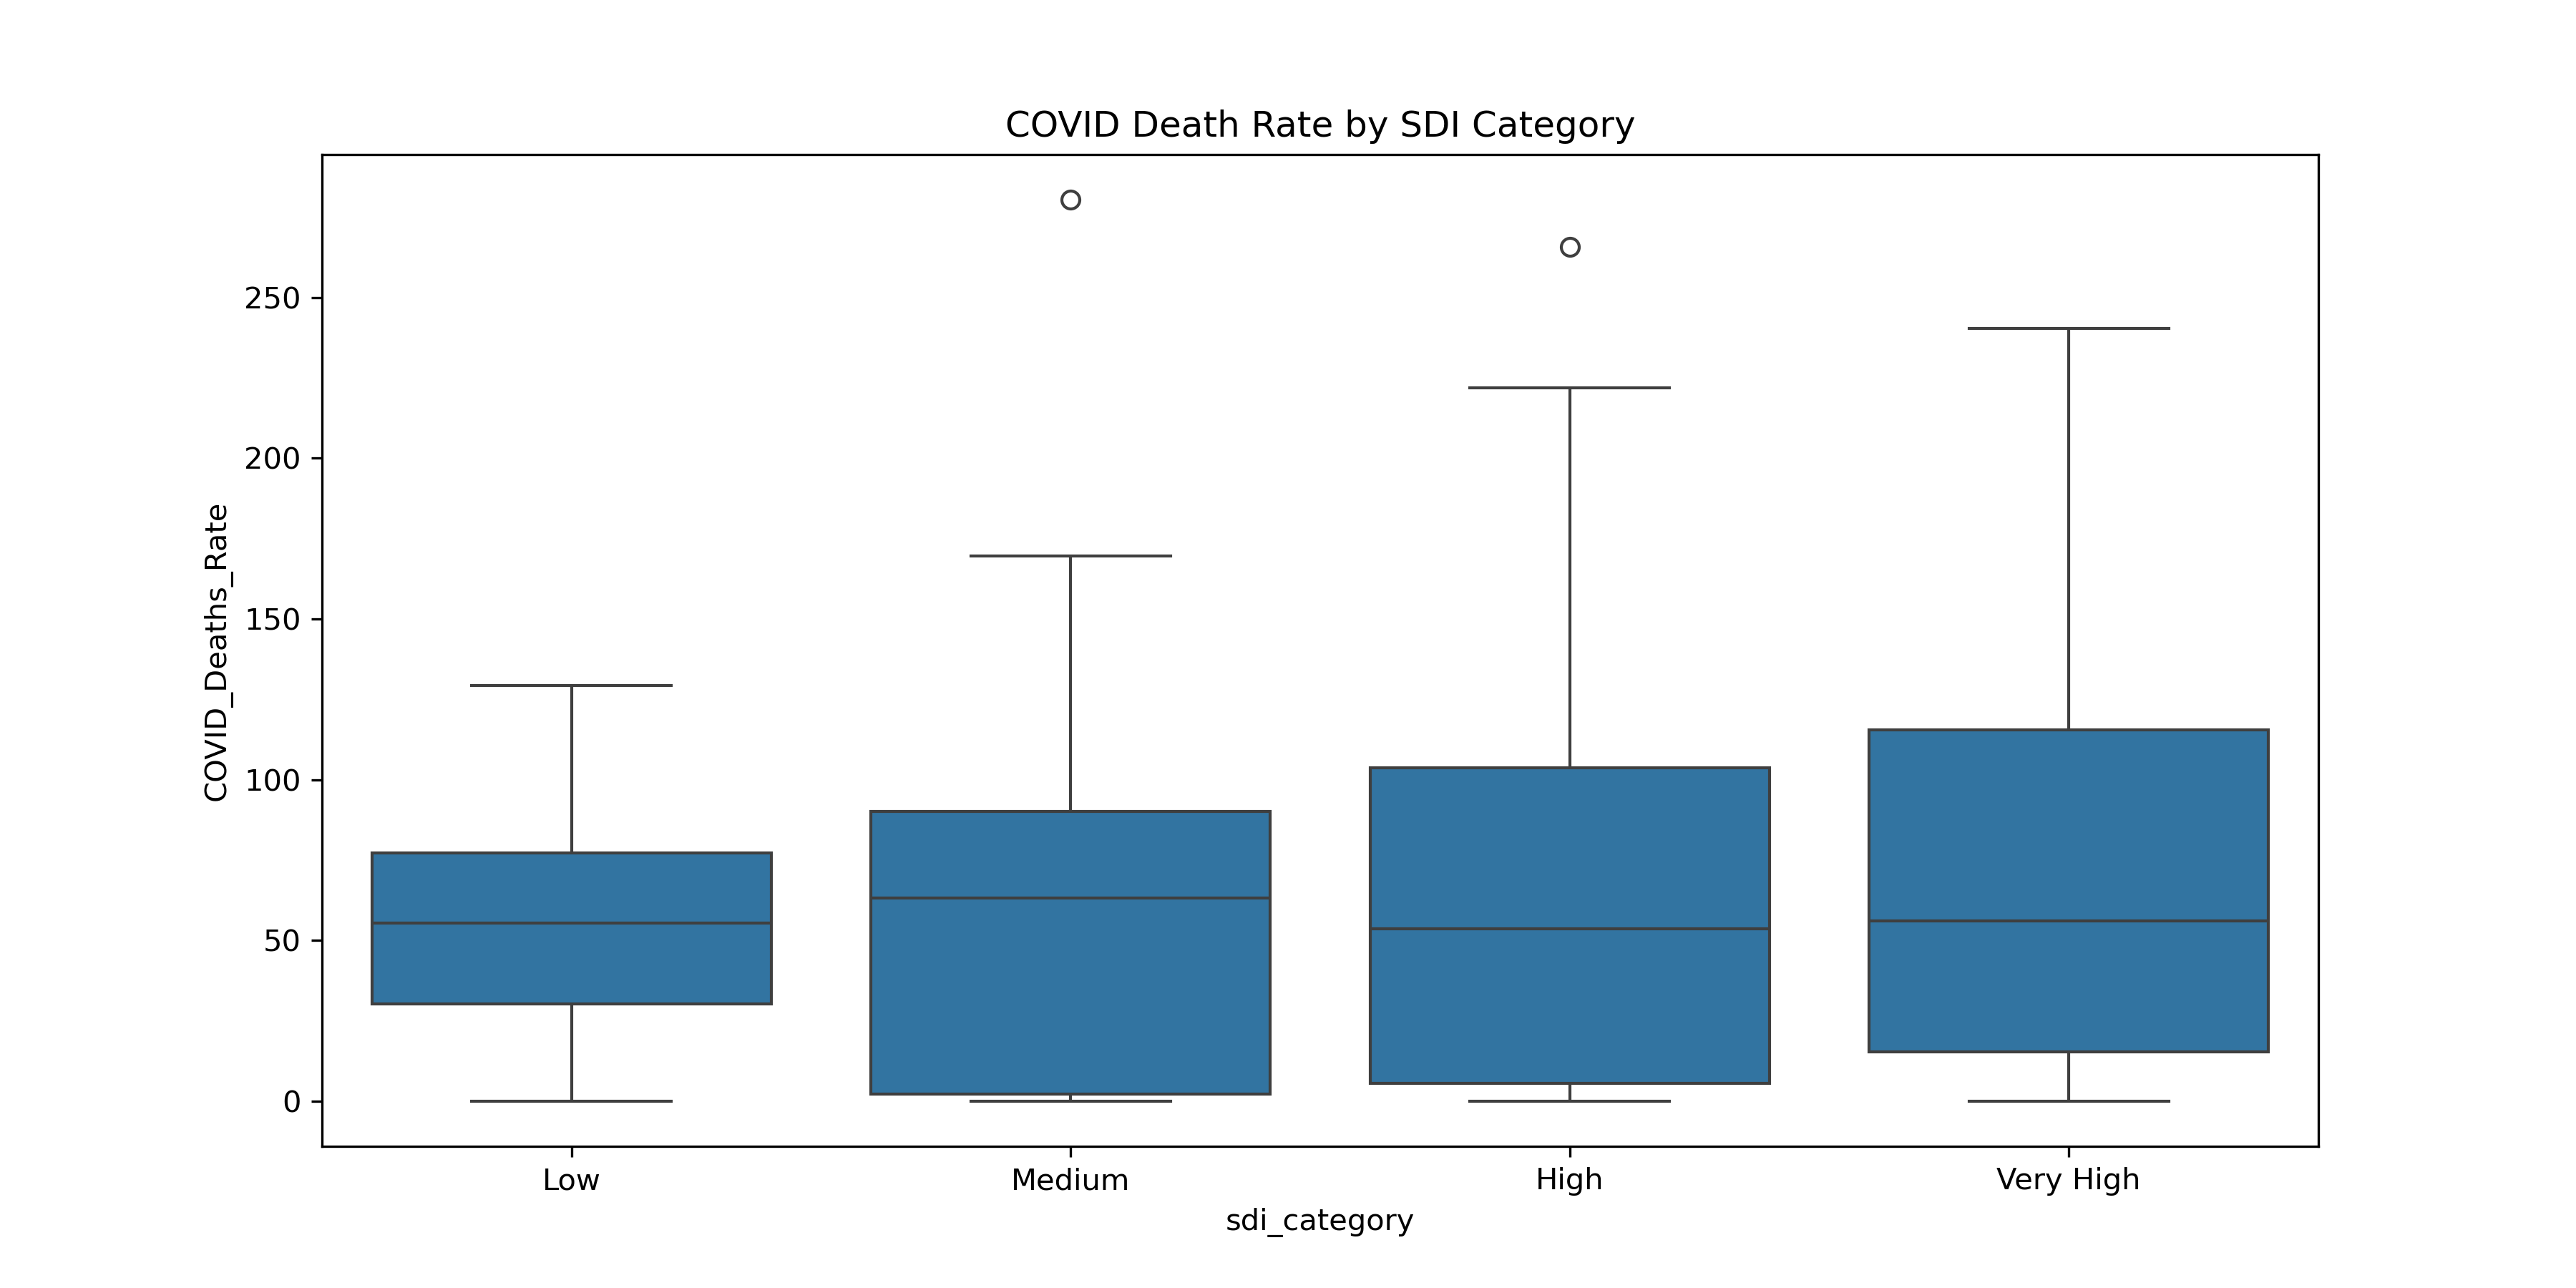 COVID Death Rate by SDI Category
COVID_Deaths_Rate
250
200
150
100
50
0
Low
Medium
High
Very High
sdi_category